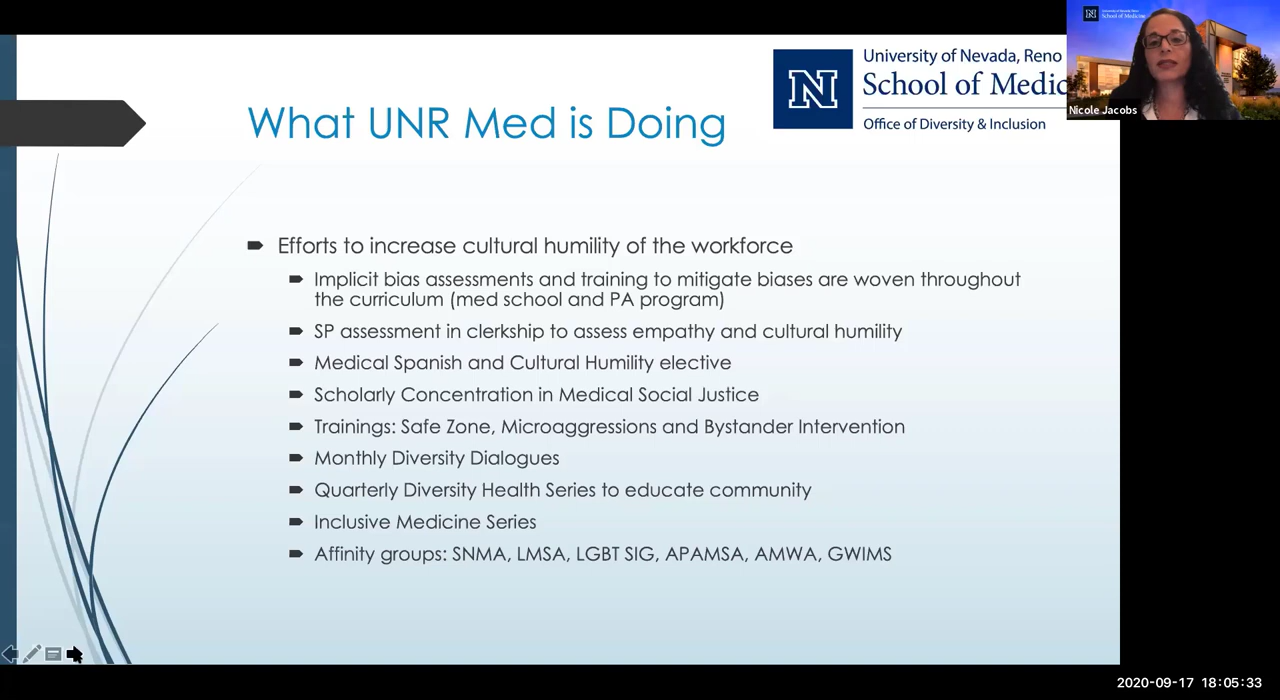 University of Nevada, Reno
School of Medic
Office of Diversity & Inclusion
N
What UNR Med is Doing
Efforts to increase cultural humility of the workforce
Implicit bias assessments and training to mitigate biases are woven throughout
the curriculum (med school and PA program)
SP assessment in clerkship to assess empathy and cultural humility
Medical Spanish and Cultural Humility elective
Scholarly Concentration in Medical Social Justice
Trainings: Safe Zone, Microaggressions and Bystander Intervention
Monthly Diversity Dialogues
Quarterly Diversity Health Series to educate community
Inclusive Medicine Series
Affinity groups: SNMA, LMSA, LGBT SIG, APAMSA, AMWA, GWIMS
N
School of Medicine
Nicole Jacobs
2020-09-17 18:05:33